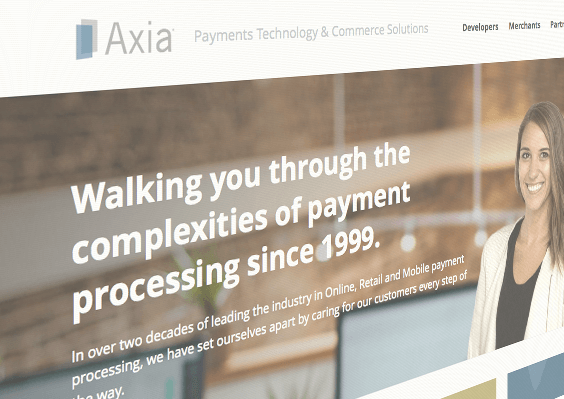 Axia
Payments Technology & Commerce Solutions
Developers
Merchants
Walking you through the
complexities of payment
processing since 1999.
In over two decades of leading the industry in Online, Retail and Mobile payment
processing, we have set ourselves apart by caring for our customers every step of
the way.